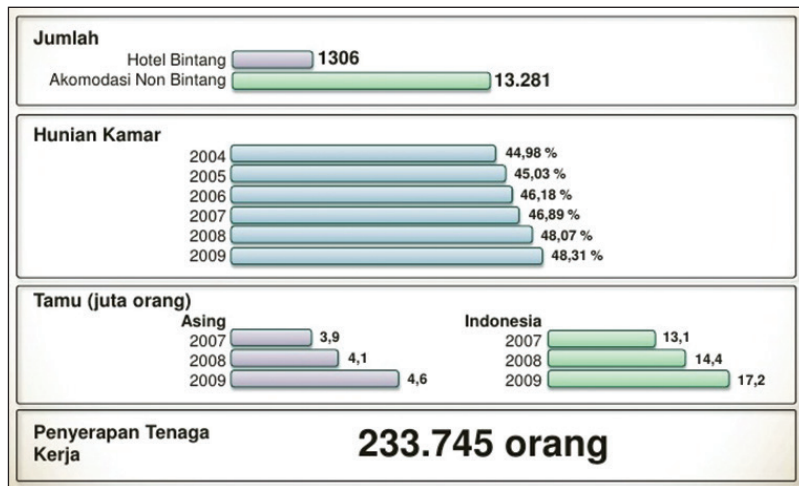 Jumlah
Hotel Bintang 1306
Akomodasi Non Bintang 13.281
Hunian Kamar
2004 44,98 %
2005 45,03 %
2006 46,18 %
2007 46,89 %
2008 48,07 %
2009 48,31 %
Tamu (juta orang)
Asing
2007 3,9
2008 4,1
2009 4,6
Indonesia
2007 13,1
2008 14,4
2009 17,2
Penyerapan Tenaga
Kerja
233.745 orang